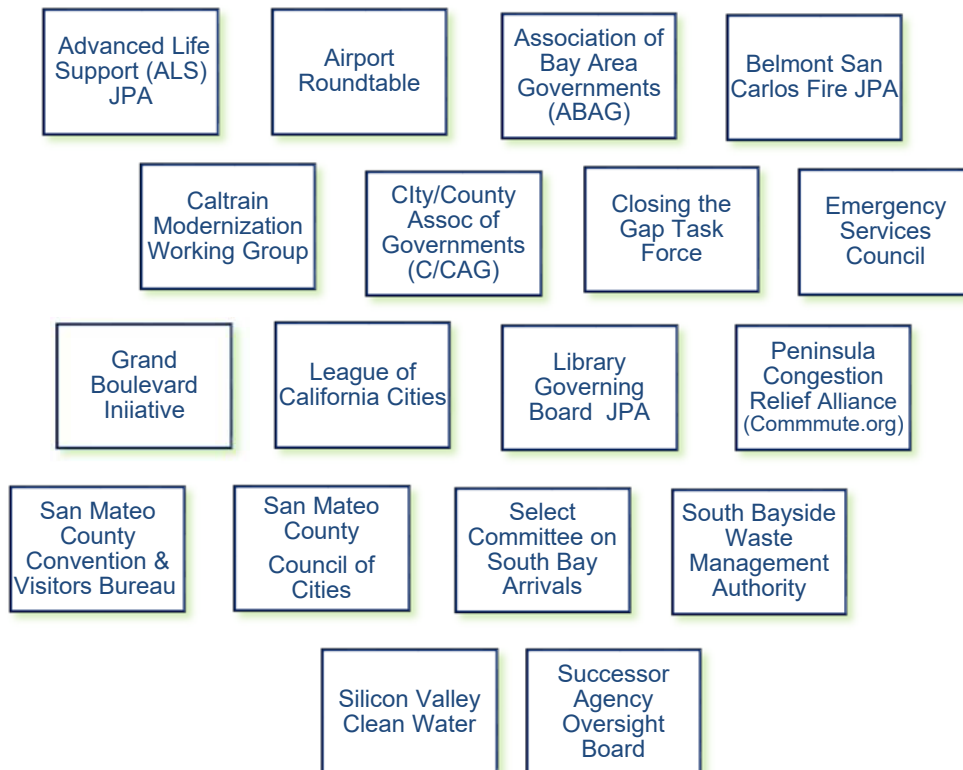 Advanced Life
Support (ALS)
JPA
Airport
Roundtable
Association of
Bay Area
Governments
(ABAG)
Belmont San
Carlos Fire JPA
Caltrain
Modernization
Working Group
CIty/County
Assoc of
Governments
(C/CAG)
Closing the
Gap Task
Force
Emergency
Services
Council
Grand
Boulevard
Iniiative
League of
California Cities
Library
Governing
Board JPA
Peninsula
Congestion
Relief Alliance
(Commmute.org)
San Mateo
County
Convention &
Visitors Bureau
San Mateo
County
Council of
Cities
Select
Committee on
South Bay
Arrivals
South Bayside
Waste
Management
Authority
Silicon Valley
Clean Water
Successor
Agency
Oversight
Board